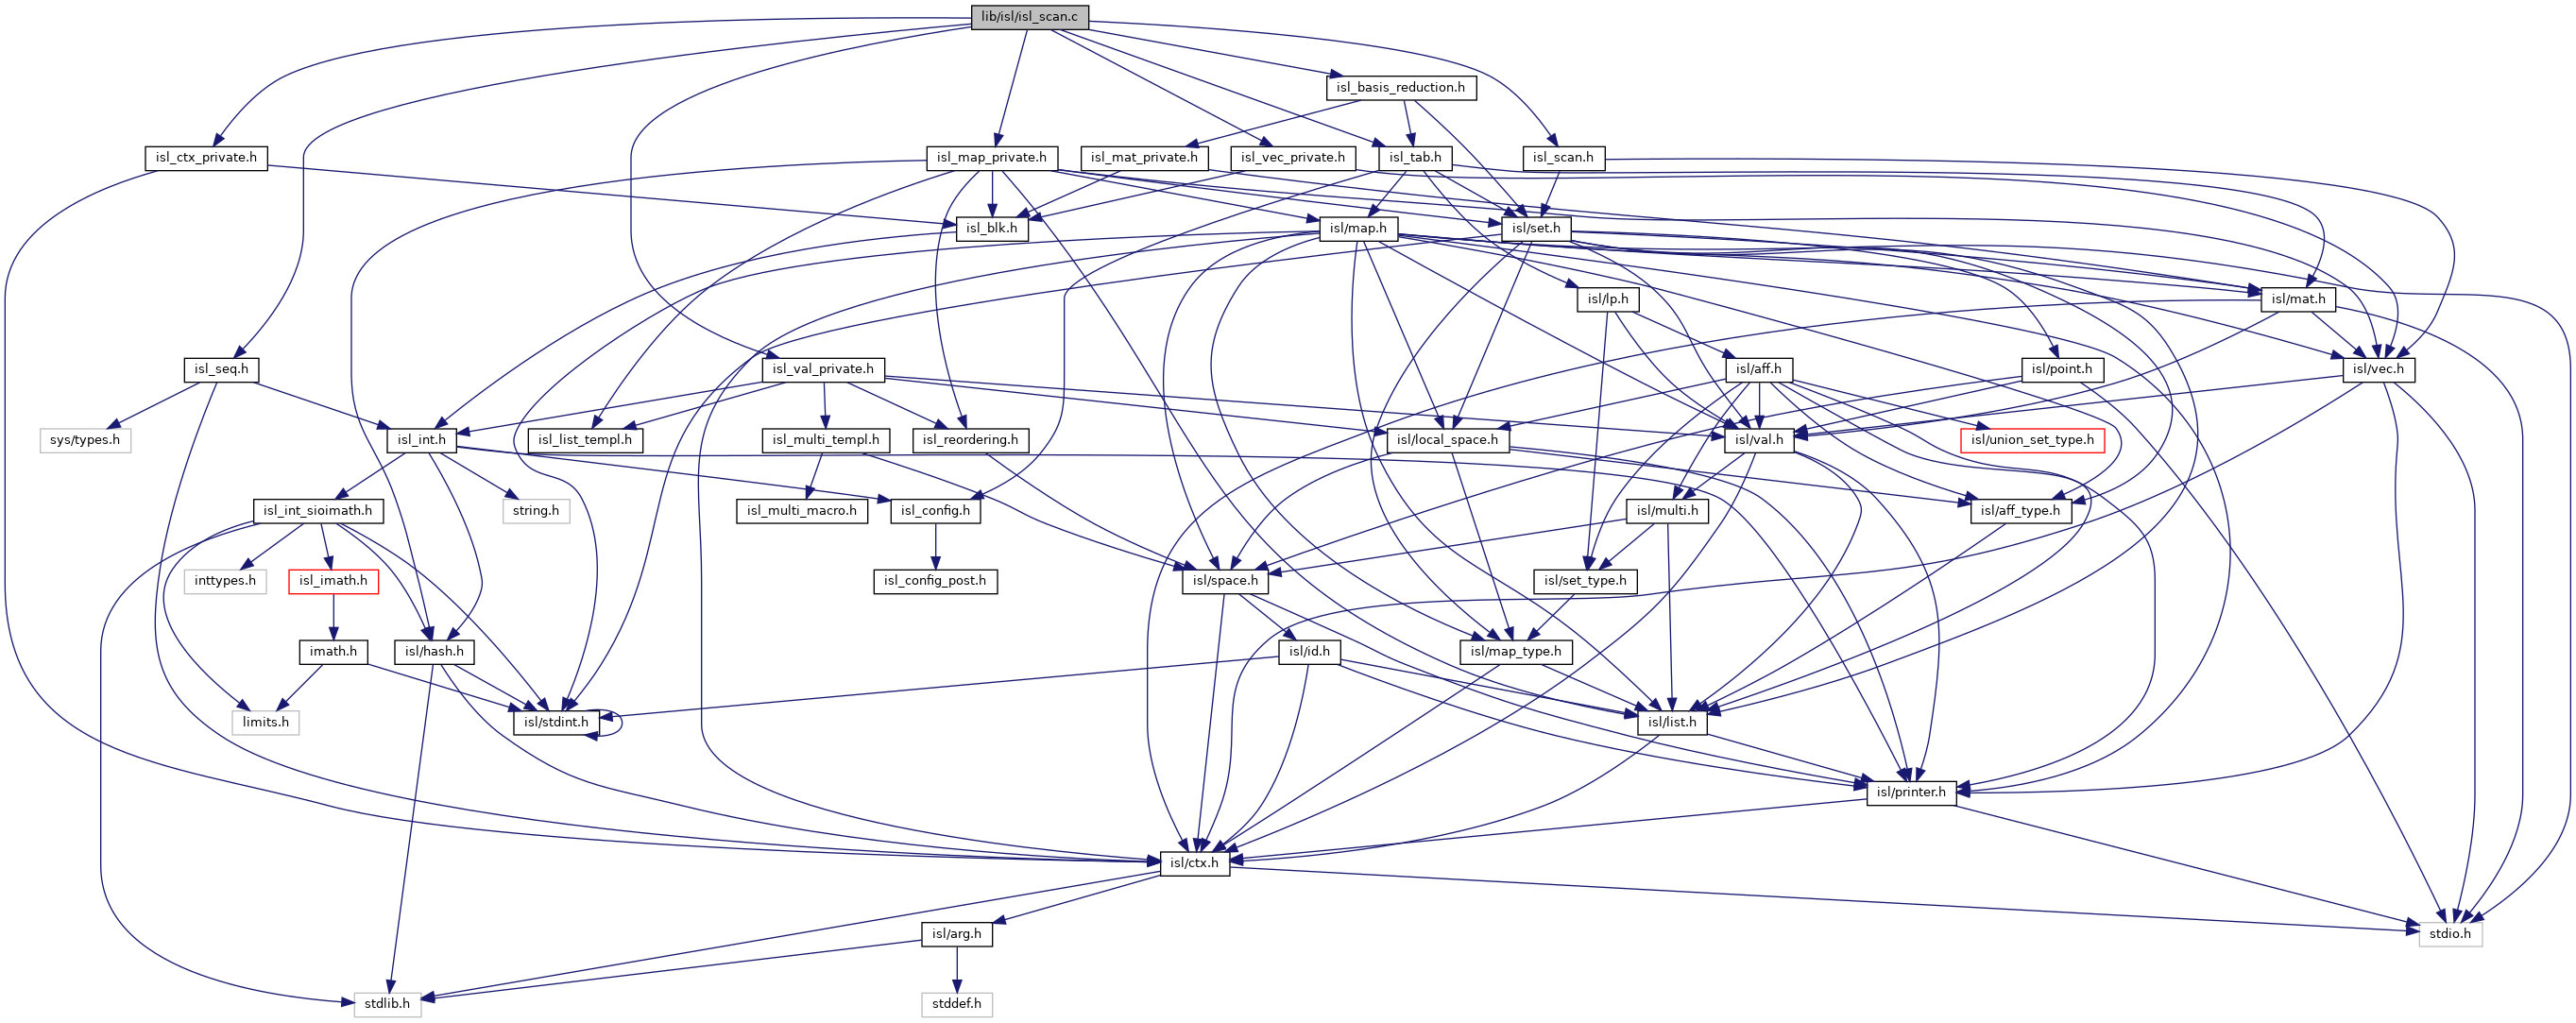 lib/isl/isl_scan.c
isl_basis_reduction.h
isl_ctx_private.h
isl_map_private.h
isl_mat_private.h
isl_vec_private.h
isl_tab.h
isl_scan.h
isl_blk.h
isl/map.h
isl/set.h
isl/lp.h
isl/mat.h
isl_seq.h
isl_val_private.h
isl/aff.h
isl/point.h
isl/vec.h
sys/types.h
isl_int.h
isl_list_templ.h
isl_multi_templ.h
isl_reordering.h
isl/local_space.h
isl/val.h
isl/union_set_type.h
isl_int_sioimath.h
string.h
isl_multi_macro.h
isl_config.h
isl/multi.h
isl/aff_type.h
inttypes.h
isl_imath.h
isl_config_post.h
isl/space.h
isl/set_type.h
imath.h
isl/hash.h
isl/id.h
isl/map_type.h
limits.h
isl/stdint.h
isl/list.h
isl/printer.h
isl/ctx.h
isl/arg.h
stdio.h
stdlib.h
stddef.h